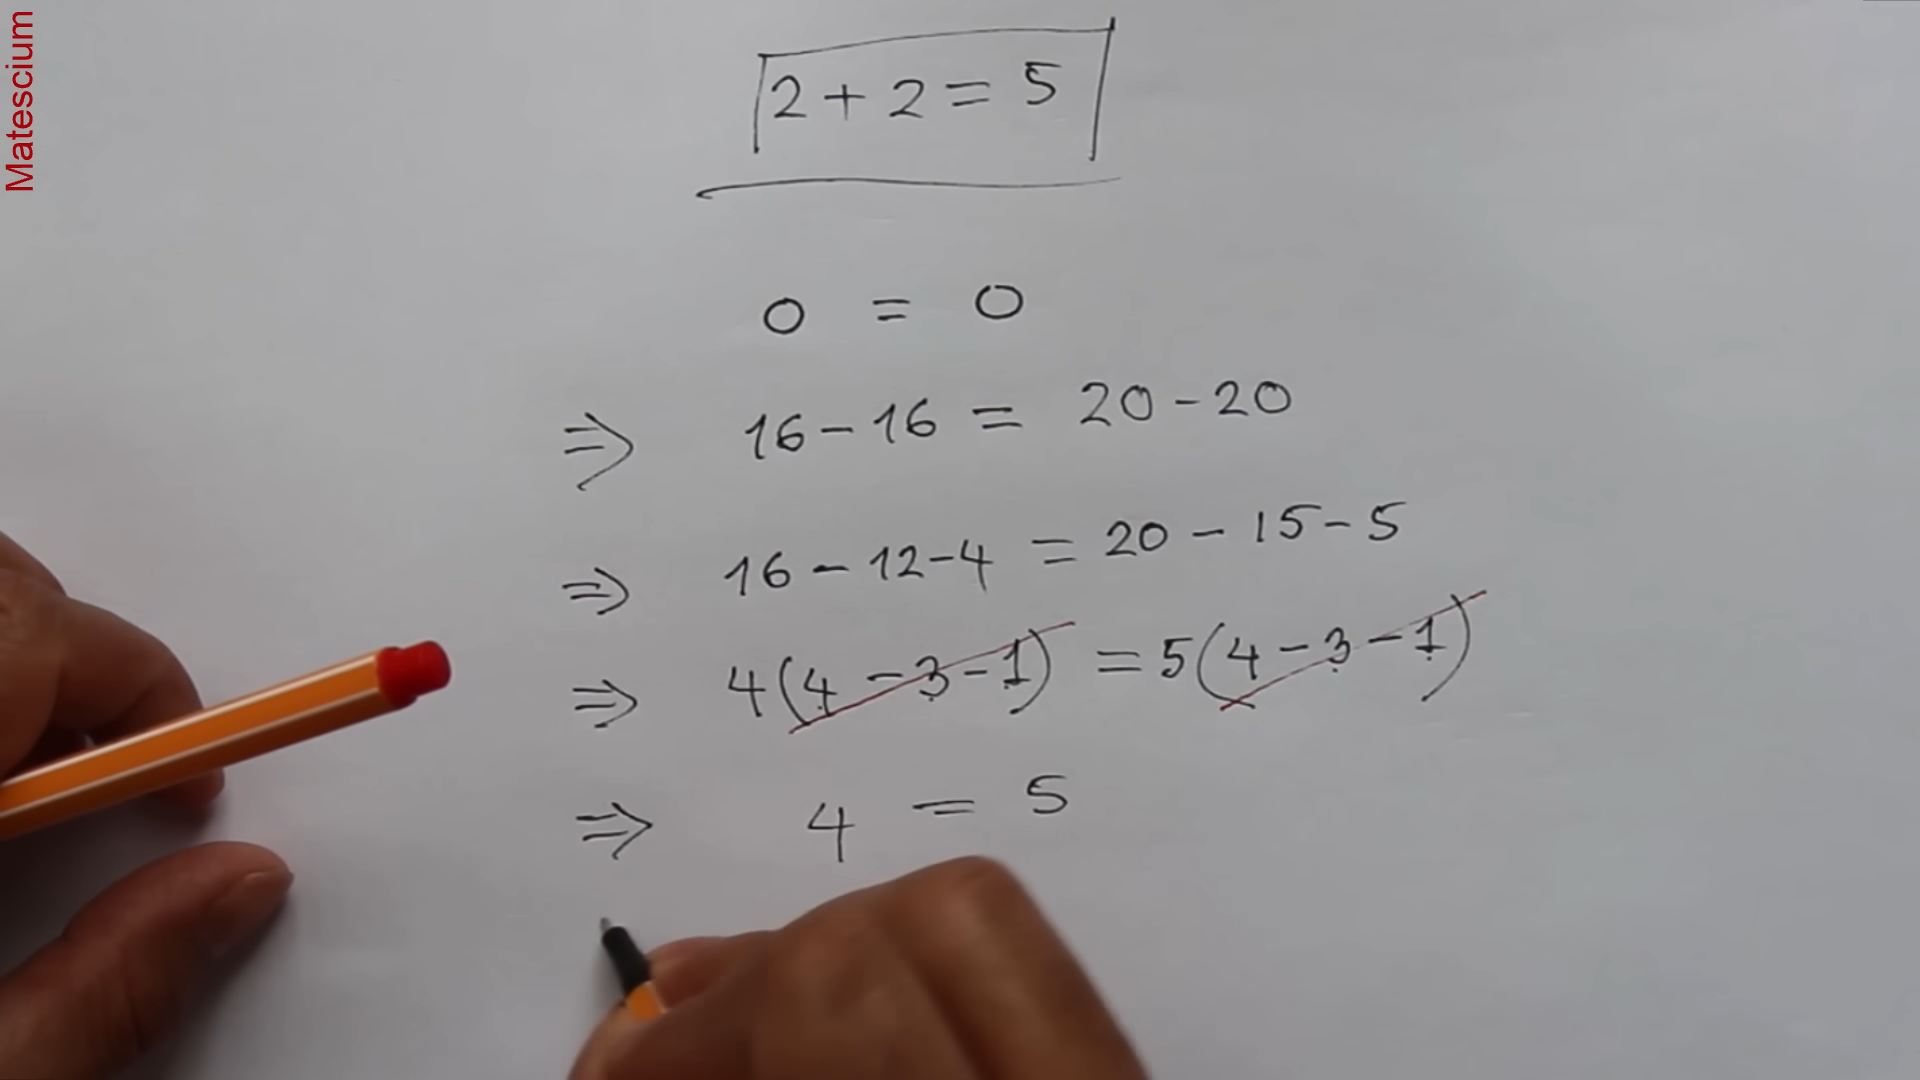 Matescium
2 + 2 = 5
0 = 0
⇒ 16 - 16 = 20 - 20
⇒ 16 - 12 - 4 = 20 - 15 - 5
⇒ 4(4 - 3 - 1) = 5(4 - 3 - 1)
⇒ 4 = 5